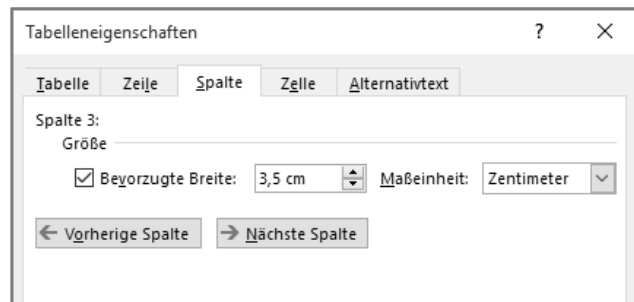 Tabelleneigenschaften ?
Tabelle Zeile Spalte Zelle Alternativtext
Spalte 3:
Größe
Bevorzugte Breite: 3,5 cm Maßeinheit: Zentimeter
Vorherige Spalte Nächste Spalte